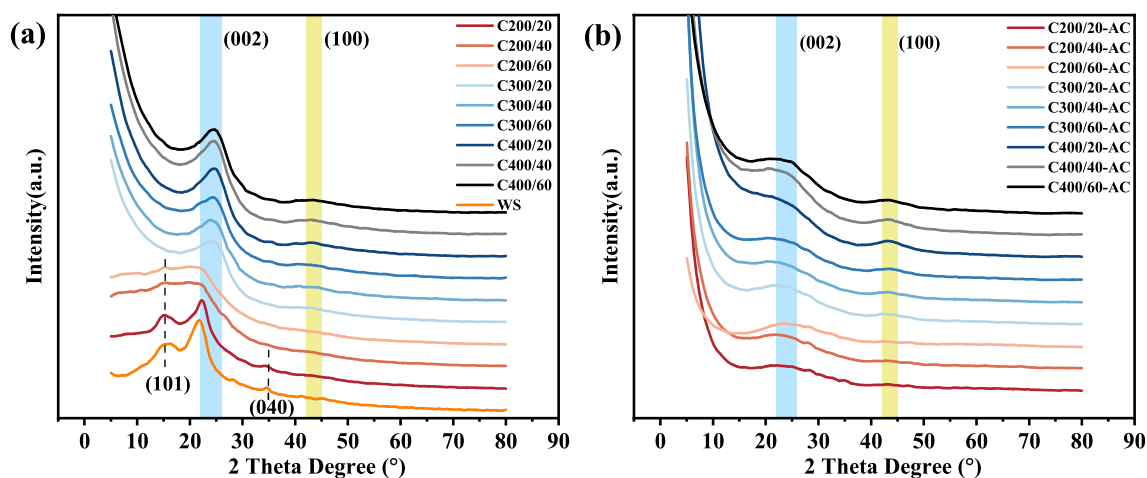 (a)
(002)
(100)
C200/20
C200/40
C200/60
C300/20
C300/40
C300/60
C400/20
C400/40
C400/60
WS
(101)
(040)
Intensity(a.u.)
0 10 20 30 40 50 60 70 80 90
2 Theta Degree (°)
(b)
(002)
(100)
C200/20-AC
C200/40-AC
C200/60-AC
C300/20-AC
C300/40-AC
C300/60-AC
C400/20-AC
C400/40-AC
C400/60-AC
Intensity(a.u.)
0 10 20 30 40 50 60 70 80 90
2 Theta Degree (°)